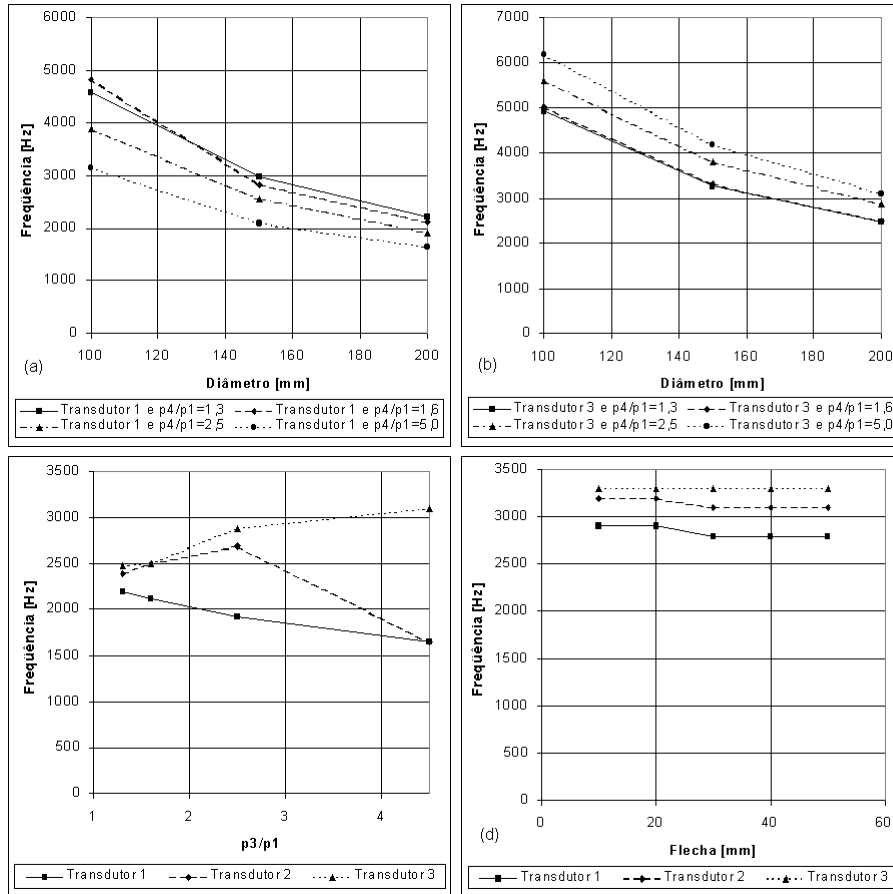 6000
5000
4000
3000
2000
1000
0
Freqüência [Hz]
100 120 140 160 180 200
(a)
Diâmetro [mm]
Transdutor 1 e p4/p1=1,3 Transdutor 1 e p4/p1=1,6
Transdutor 1 e p4/p1=2,5 Transdutor 1 e p4/p1=5,0
7000
6000
5000
4000
3000
2000
1000
0
Freqüência [Hz]
100 120 140 160 180 200
(b)
Diâmetro [mm]
Transdutor 3 e p4/p1=1,3 Transdutor 3 e p4/p1=1,6
Transdutor 3 e p4/p1=2,5 Transdutor 3 e p4/p1=5,0
3500
3000
2500
2000
1500
1000
500
0
Freqüência [Hz]
1 2 3 4
p3/p1
Transdutor 1 Transdutor 2 Transdutor 3
3500
3000
2500
2000
1500
1000
500
0
Freqüência [Hz]
0 20 40 60
(d)
Flecha [mm]
Transdutor 1 Transdutor 2 Transdutor 3